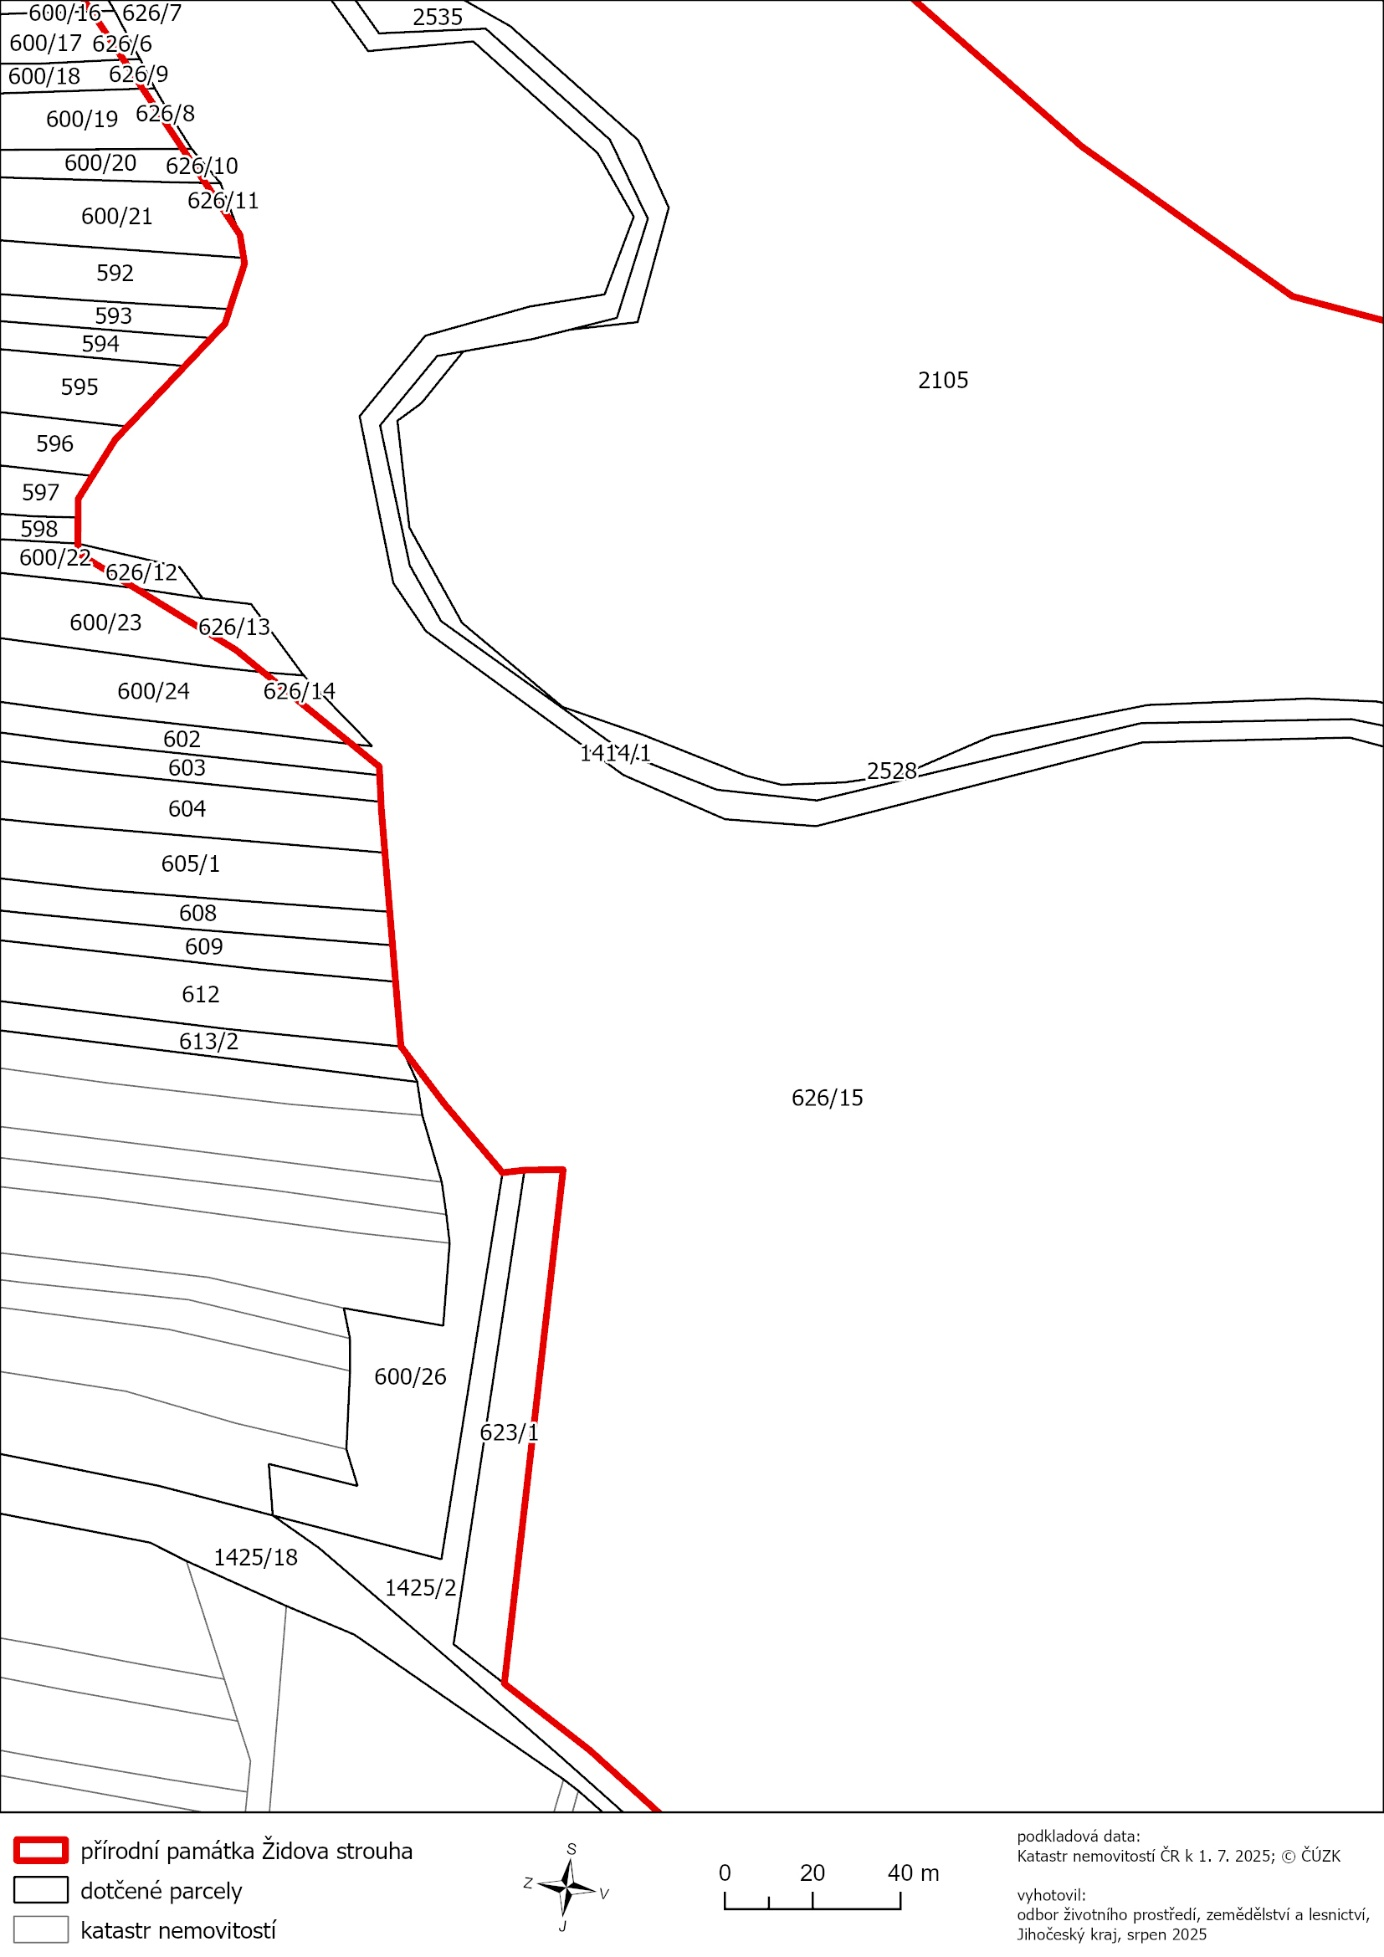 600/16 626/7 2535
600/17 626/6
600/18 626/9
600/19 626/8
600/20 626/10
626/11
600/21
592
593
594
2105
595
596
597
598
600/22 626/12
600/23 626/13
600/24 626/14
602
1414/1
603 2528
604
605/1
608
609
612
613/2
626/15
600/26
623/1
1425/18
1425/2
přírodní památka Židova strouha
dotčené parcely
katastr nemovitostí
S
Z V
J
0 20 40 m
podkladová data:
Katastr nemovitostí ČR k 1. 7. 2025; © ČÚZK
vyhotovil:
odbor životního prostředí, zemědělství a lesnictví,
Jihočeský kraj, srpen 2025